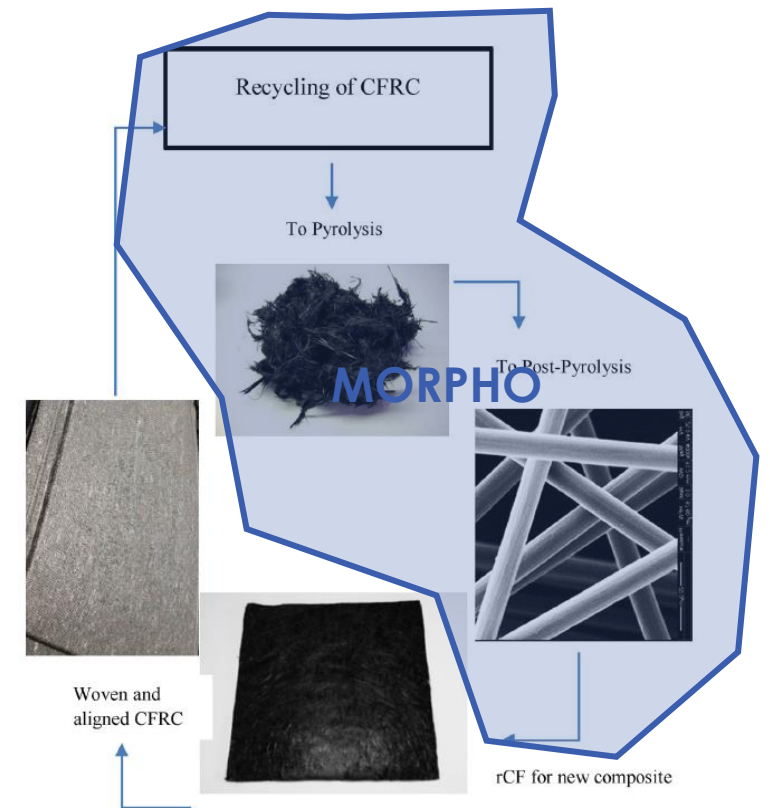 Recycling of CFRC
To Pyrolysis
To Post-Pyrolysis
MORPHO
Woven and
aligned CFRC
rCF for new composite